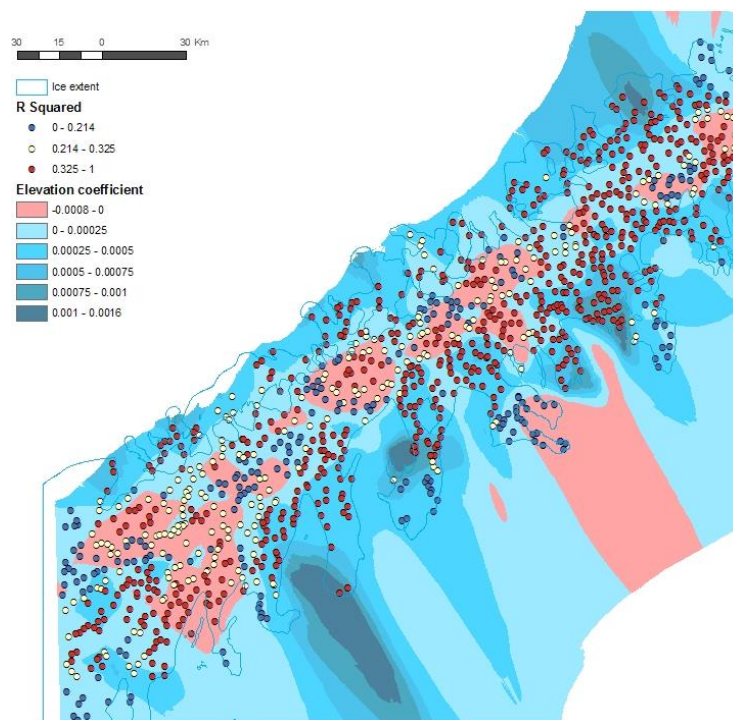 30 15 0 30 Km
Ice extent
R Squared
0 - 0.214
0.214 - 0.325
0.325 - 1
Elevation coefficient
-0.0008 - 0
0 - 0.00025
0.00025 - 0.0005
0.0005 - 0.00075
0.00075 - 0.001
0.001 - 0.0016